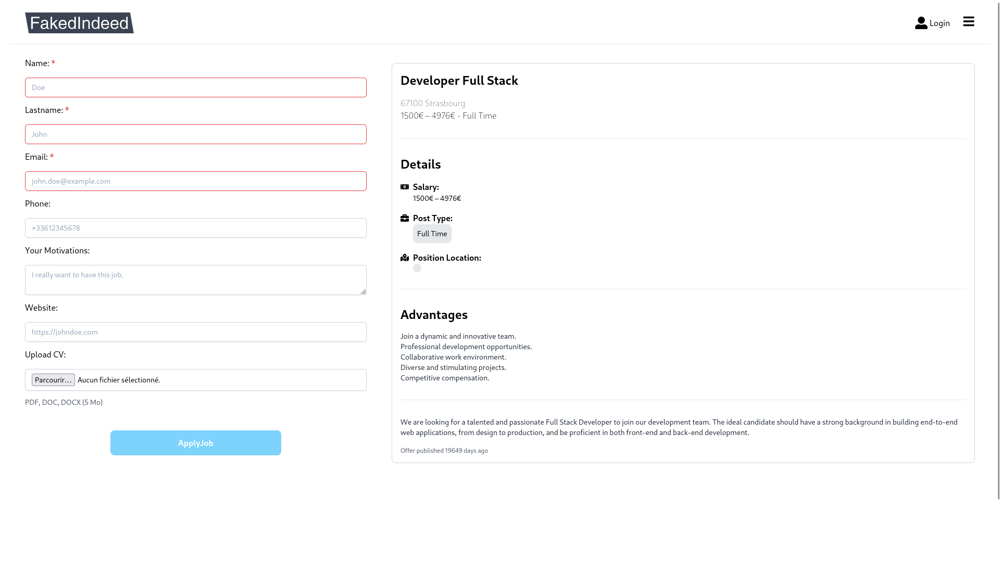 FakedIndeed
Login
Name: *
Doe
Lastname: *
John
Email: *
john.doe@example.com
Phone:
+33612345678
Your Motivations:
I really want to have this job.
Website:
https://johndoe.com
Upload CV:
Parcourir... Aucun fichier sélectionné.
PDF, DOC, DOCX (5 Mo)
ApplyJob
Developer Full Stack
67100 Strasbourg
1500€ – 4976€ - Full Time
Details
Salary:
1500€ – 4976€
Post Type:
Full Time
Position Location:
Advantages
Join a dynamic and innovative team.
Professional development opportunities.
Collaborative work environment.
Diverse and stimulating projects.
Competitive compensation.
We are looking for a talented and passionate Full Stack Developer to join our development team. The ideal candidate should have a strong background in building end-to-end
web applications, from design to production, and be proficient in both front-end and back-end development.
Offer published 19649 days ago